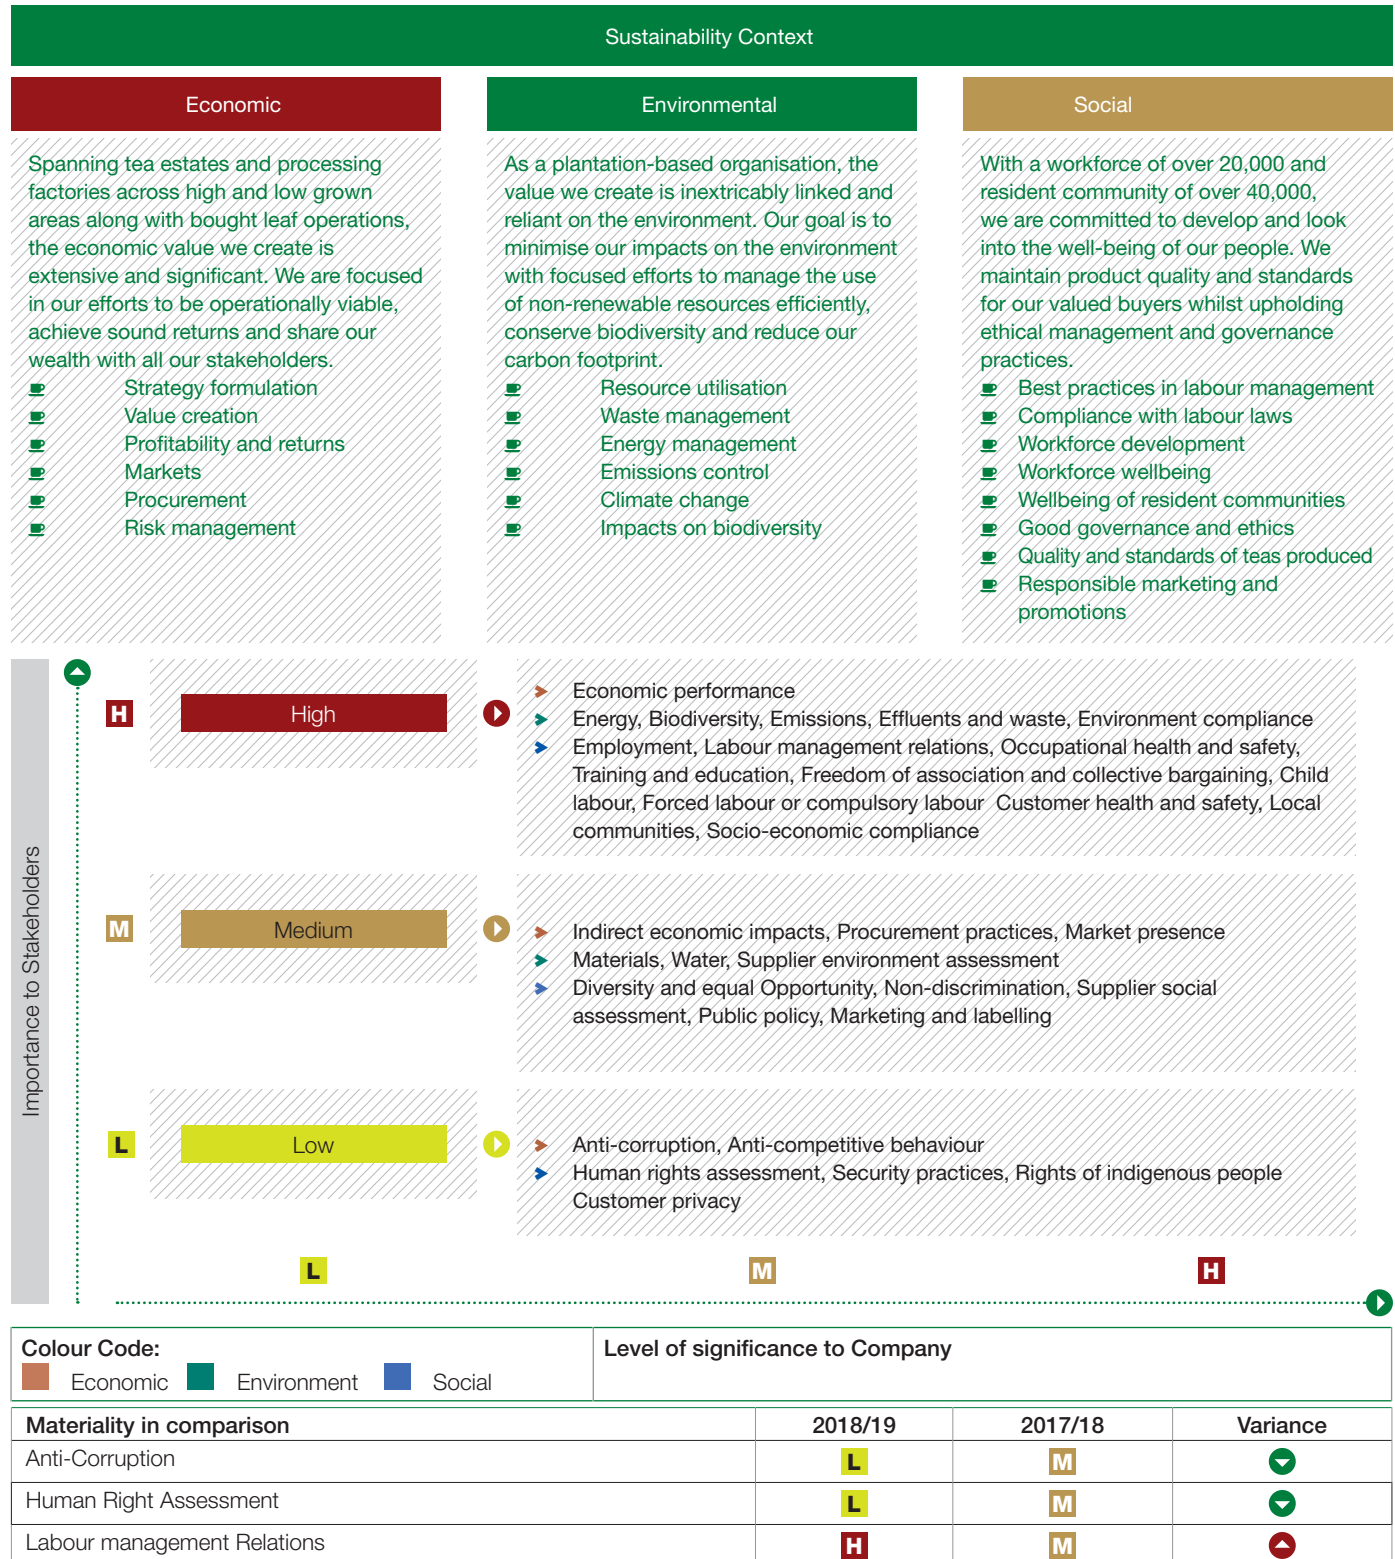 Sustainability Context
Economic
Spanning tea estates and processing
factories across high and low grown
areas along with bought leaf operations,
the economic value we create is
extensive and significant. We are focused
in our efforts to be operationally viable,
achieve sound returns and share our
wealth with all our stakeholders.
Strategy formulation
Value creation
Profitability and returns
Markets
Procurement
Risk management
Environmental
As a plantation-based organisation, the
value we create is inextricably linked and
reliant on the environment. Our goal is to
minimise our impacts on the environment
with focused efforts to manage the use
of non-renewable resources efficiently,
conserve biodiversity and reduce our
carbon footprint.
Resource utilisation
Waste management
Energy management
Emissions control
Climate change
Impacts on biodiversity
Social
With a workforce of over 20,000 and
resident community of over 40,000,
we are committed to develop and look
into the well-being of our people. We
maintain product quality and standards
for our valued buyers whilst upholding
ethical management and governance
practices.
Best practices in labour management
Compliance with labour laws
Workforce development
Workforce wellbeing
Wellbeing of resident communities
Good governance and ethics
Quality and standards of teas produced
Responsible marketing and
promotions
Importance to Stakeholders
H
High
Economic performance
Energy, Biodiversity, Emissions, Effluents and waste, Environment compliance
Employment, Labour management relations, Occupational health and safety,
Training and education, Freedom of association and collective bargaining, Child
labour, Forced labour or compulsory labour Customer health and safety, Local
communities, Socio-economic compliance
M
Medium
Indirect economic impacts, Procurement practices, Market presence
Materials, Water, Supplier environment assessment
Diversity and equal Opportunity, Non-discrimination, Supplier social
assessment, Public policy, Marketing and labelling
L
Low
Anti-corruption, Anti-competitive behaviour
Human rights assessment, Security practices, Rights of indigenous people
Customer privacy
L M H
Colour Code:
Economic Environment Social
Level of significance to Company
Materiality in comparison 2018/19 2017/18 Variance
Anti-Corruption L M
Human Right Assessment L M
Labour management Relations H M